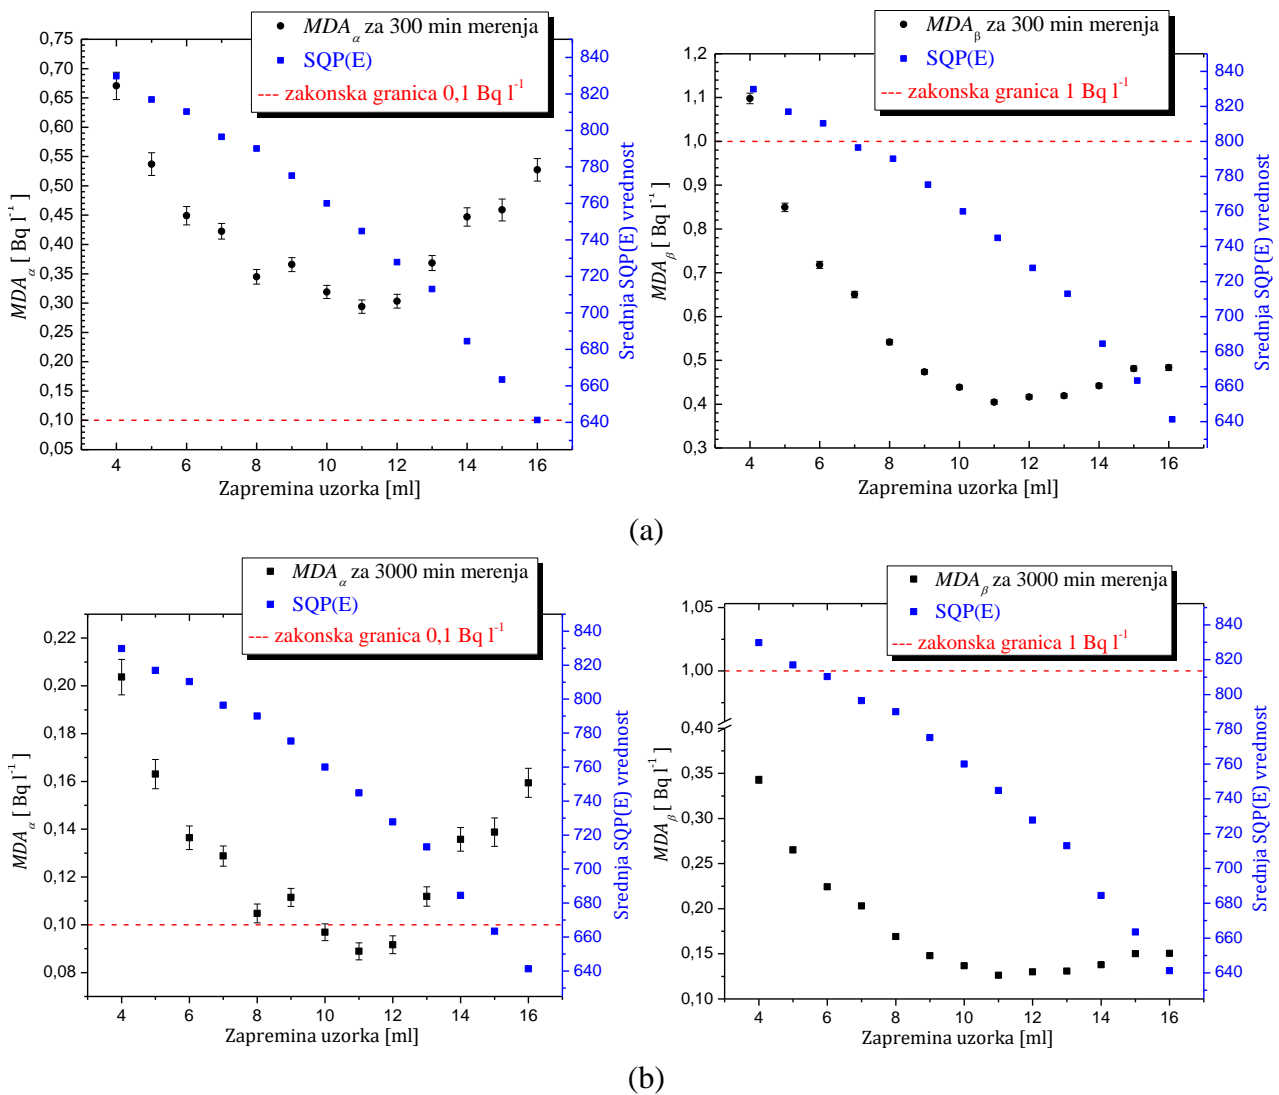 MDAα za 300 min merenja
SQP(E)
--- zakonska granica 0,1 Bq l⁻¹
0,75
0,70
0,65
0,60
0,55
0,50
0,45
0,40
0,35
0,30
0,25
0,20
0,15
0,10
0,05
MDAα [ Bq l⁻¹ ]
4 6 8 10 12 14 16
Zapremina uzorka [ml]
840
820
800
780
760
740
720
700
680
660
640
Srednja SQP(E) vrednost
MDAβ za 300 min merenja
SQP(E)
--- zakonska granica 1 Bq l⁻¹
1,2
1,1
1,0
0,9
0,8
0,7
0,6
0,5
0,4
0,3
MDAβ [ Bq l⁻¹ ]
4 6 8 10 12 14 16
Zapremina uzorka [ml]
840
820
800
780
760
740
720
700
680
660
640
Srednja SQP(E) vrednost
(a)
MDAα za 3000 min merenja
SQP(E)
--- zakonska granica 0,1 Bq l⁻¹
0,22
0,20
0,18
0,16
0,14
0,12
0,10
0,08
MDAα [ Bq l⁻¹ ]
4 6 8 10 12 14 16
Zapremina uzorka [ml]
840
820
800
780
760
740
720
700
680
660
640
Srednja SQP(E) vrednost
MDAβ za 3000 min merenja
SQP(E)
--- zakonska granica 1 Bq l⁻¹
1,05
1,00
0,40
0,35
0,30
0,25
0,20
0,15
0,10
MDAβ [ Bq l⁻¹ ]
4 6 8 10 12 14 16
Zapremina uzorka [ml]
840
820
800
780
760
740
720
700
680
660
640
Srednja SQP(E) vrednost
(b)